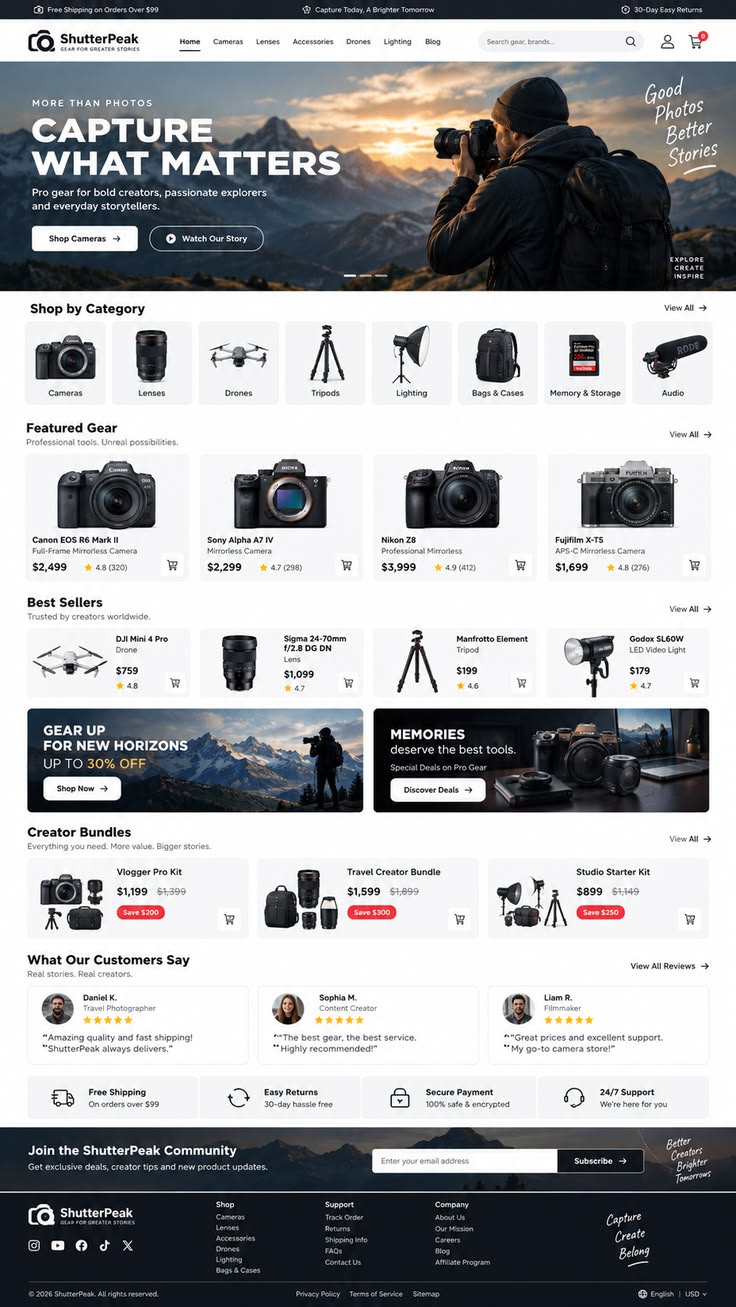 Free Shipping on Orders Over $99
Capture Today, A Brighter Tomorrow
30-Day Easy Returns
ShutterPeak
GEAR FOR GREATER STORIES
Home
Cameras
Lenses
Accessories
Drones
Lighting
Blog
Search gear, brands...
0
MORE THAN PHOTOS
CAPTURE
WHAT MATTERS
Pro gear for bold creators, passionate explorers
and everyday storytellers.
Shop Cameras →
Watch Our Story
Good
Photos
Better
Stories
EXPLORE
CREATE
INSPIRE
Shop by Category
View All →
Cameras
Lenses
Drones
Tripods
Lighting
Bags & Cases
Memory & Storage
RODE
Audio
Featured Gear
Professional tools. Unreal possibilities.
View All →
Canon
Canon EOS R6 Mark II
Full-Frame Mirrorless Camera
$2,499
4.8 (320)
Sony Alpha A7 IV
Mirrorless Camera
$2,299
4.7 (298)
Nikon
Nikon Z8
Professional Mirrorless
$3,999
4.9 (412)
FUJIFILM
Fujifilm X-T5
APS-C Mirrorless Camera
$1,699
4.8 (276)
Best Sellers
Trusted by creators worldwide.
View All →
DJI Mini 4 Pro
Drone
$759
4.8
Sigma 24-70mm
f/2.8 DG DN
Lens
$1,099
4.7
Manfrotto Element
Tripod
$199
4.6
Godox SL60W
LED Video Light
$179
4.7
GEAR UP
FOR NEW HORIZONS
UP TO 30% OFF
Shop Now →
MEMORIES
deserve the best tools.
Special Deals on Pro Gear
Discover Deals →
Creator Bundles
Everything you need. More value. Bigger stories.
View All →
Vlogger Pro Kit
$1,199 $1,399
Save $200
Travel Creator Bundle
$1,599 $1,899
Save $300
Studio Starter Kit
$899 $1,149
Save $250
What Our Customers Say
Real stories. Real creators.
View All Reviews →
Daniel K.
Travel Photographer
“Amazing quality and fast shipping!
“ShutterPeak always delivers.”
Sophia M.
Content Creator
“The best gear, the best service.
“Highly recommended!”
Liam R.
Filmmaker
“Great prices and excellent support.
“My go-to camera store!”
Free Shipping
On orders over $99
Easy Returns
30-day hassle free
Secure Payment
100% safe & encrypted
24/7 Support
We're here for you
Join the ShutterPeak Community
Get exclusive deals, creator tips and new product updates.
Enter your email address
Subscribe →
Better
Creators
Brighter
Tomorrows
ShutterPeak
GEAR FOR GREATER STORIES
Shop
Cameras
Lenses
Accessories
Drones
Lighting
Bags & Cases
Support
Track Order
Returns
Shipping Info
FAQs
Contact Us
Company
About Us
Our Mission
Careers
Blog
Affiliate Program
Capture
Create
Belong
© 2026 ShutterPeak. All rights reserved.
Privacy Policy
Terms of Service
Sitemap
English | USD